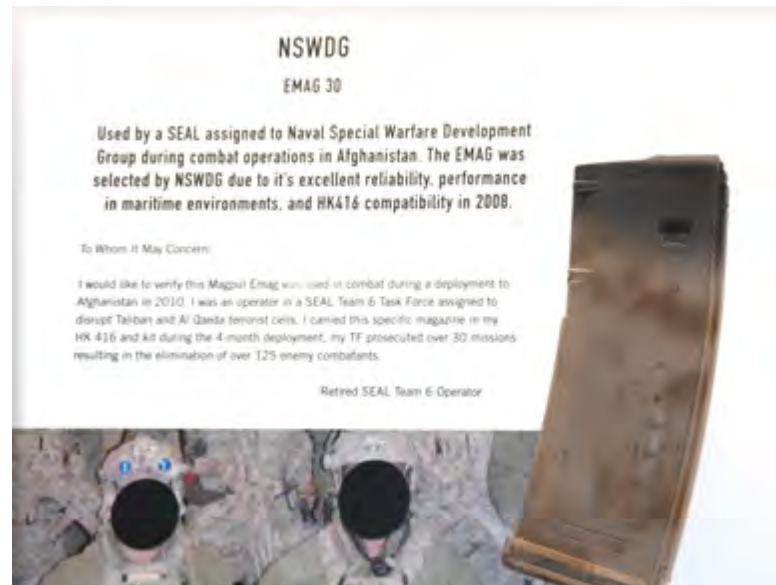 NSWDG
EMAG 30
Used by a SEAL assigned to Naval Special Warfare Development
Group during combat operations in Afghanistan. The EMAG was
selected by NSWDG due to it's excellent reliability, performance
in maritime environments, and HK416 compatibility in 2008.
To Whom It May Concern:
I would like to verify this Magpul Emag was used in combat during a deployment to
Afghanistan in 2010. I was an operator in a SEAL Team 6 Task Force assigned to
disrupt Taliban and Al Qaeda terrorist cells. I carried this specific magazine in my
HK 416 and kit during the 4-month deployment, my TF prosecuted over 30 missions
resulting in the elimination of over 125 enemy combatants.
Retired SEAL Team 6 Operator